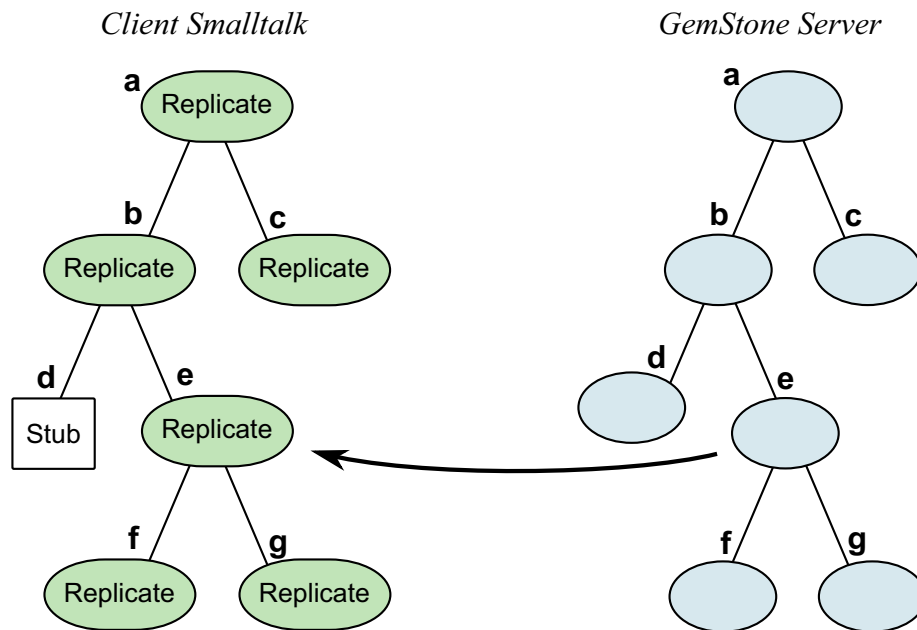 Client Smalltalk
GemStone Server
a
Replicate
a
b
Replicate
c
Replicate
b
c
d
Stub
e
Replicate
d
e
f
Replicate
g
Replicate
f
g